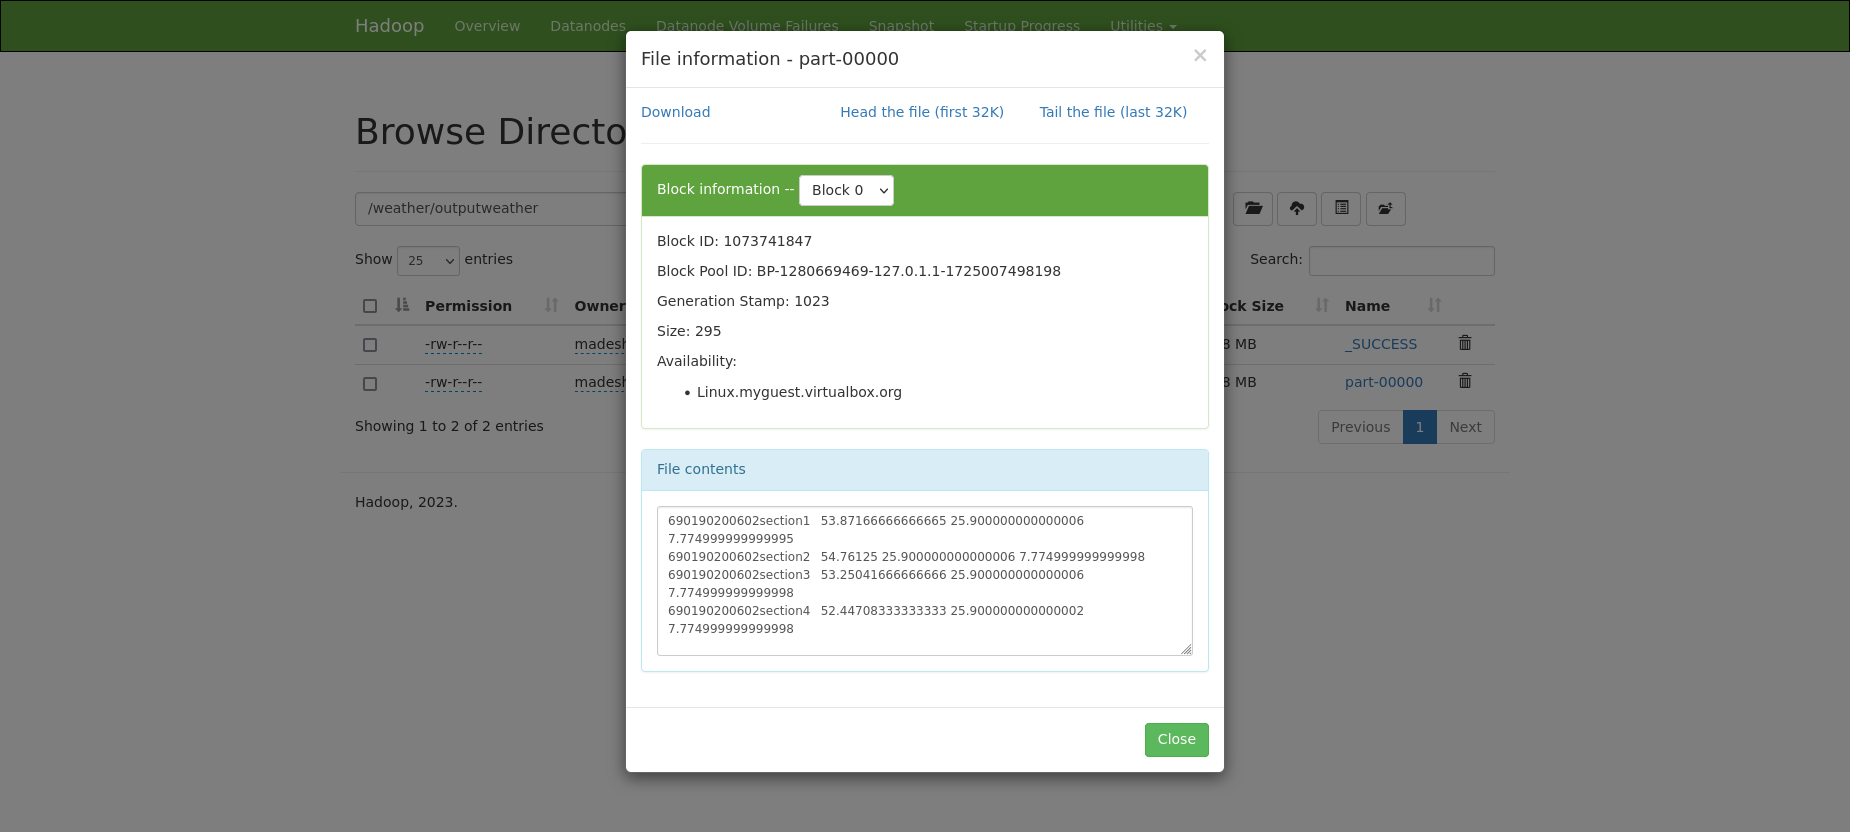 Hadoop Overview Datanodes Datanode Volume Failures Snapshot Startup Progress Utilities
File information - part-00000 ×
Download Head the file (first 32K) Tail the file (last 32K)
Browse Directo
Block information -- Block 0
/weather/outputweather
Block ID: 1073741847
Show 25 entries
Search:
Block Pool ID: BP-1280669469-127.0.1.1-1725007498198
Generation Stamp: 1023
Permission Owner ock Size Name
Size: 295
-rw-r--r-- madesh 8 MB _SUCCESS
Availability:
-rw-r--r-- madesh 8 MB part-00000
• Linux.myguest.virtualbox.org
Showing 1 to 2 of 2 entries
Previous 1 Next
File contents
Hadoop, 2023.
690190200602section1 53.87166666666665 25.900000000000006
7.774999999999995
690190200602section2 54.76125 25.900000000000006 7.774999999999998
690190200602section3 53.25041666666666 25.900000000000006
7.774999999999998
690190200602section4 52.44708333333333 25.900000000000002
7.774999999999998
Close